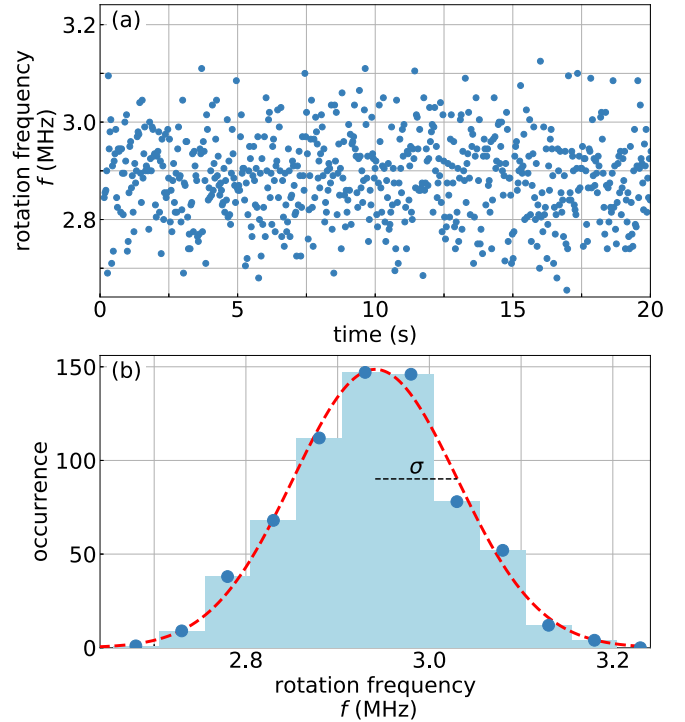 (a)
3.2
3.0
2.8
rotation frequency
f (MHz)
0 5 10 15 20
time (s)
(b)
150
100
50
0
occurrence
σ
2.8 3.0 3.2
rotation frequency
f (MHz)